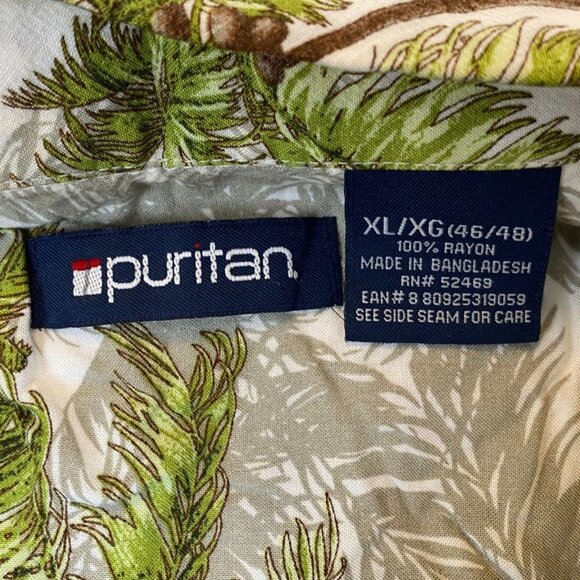 puritan.
XL/XG (46/48)
100% RAYON
MADE IN BANGLADESH
RN# 52469
EAN# 8 80925319059
SEE SIDE SEAM FOR CARE